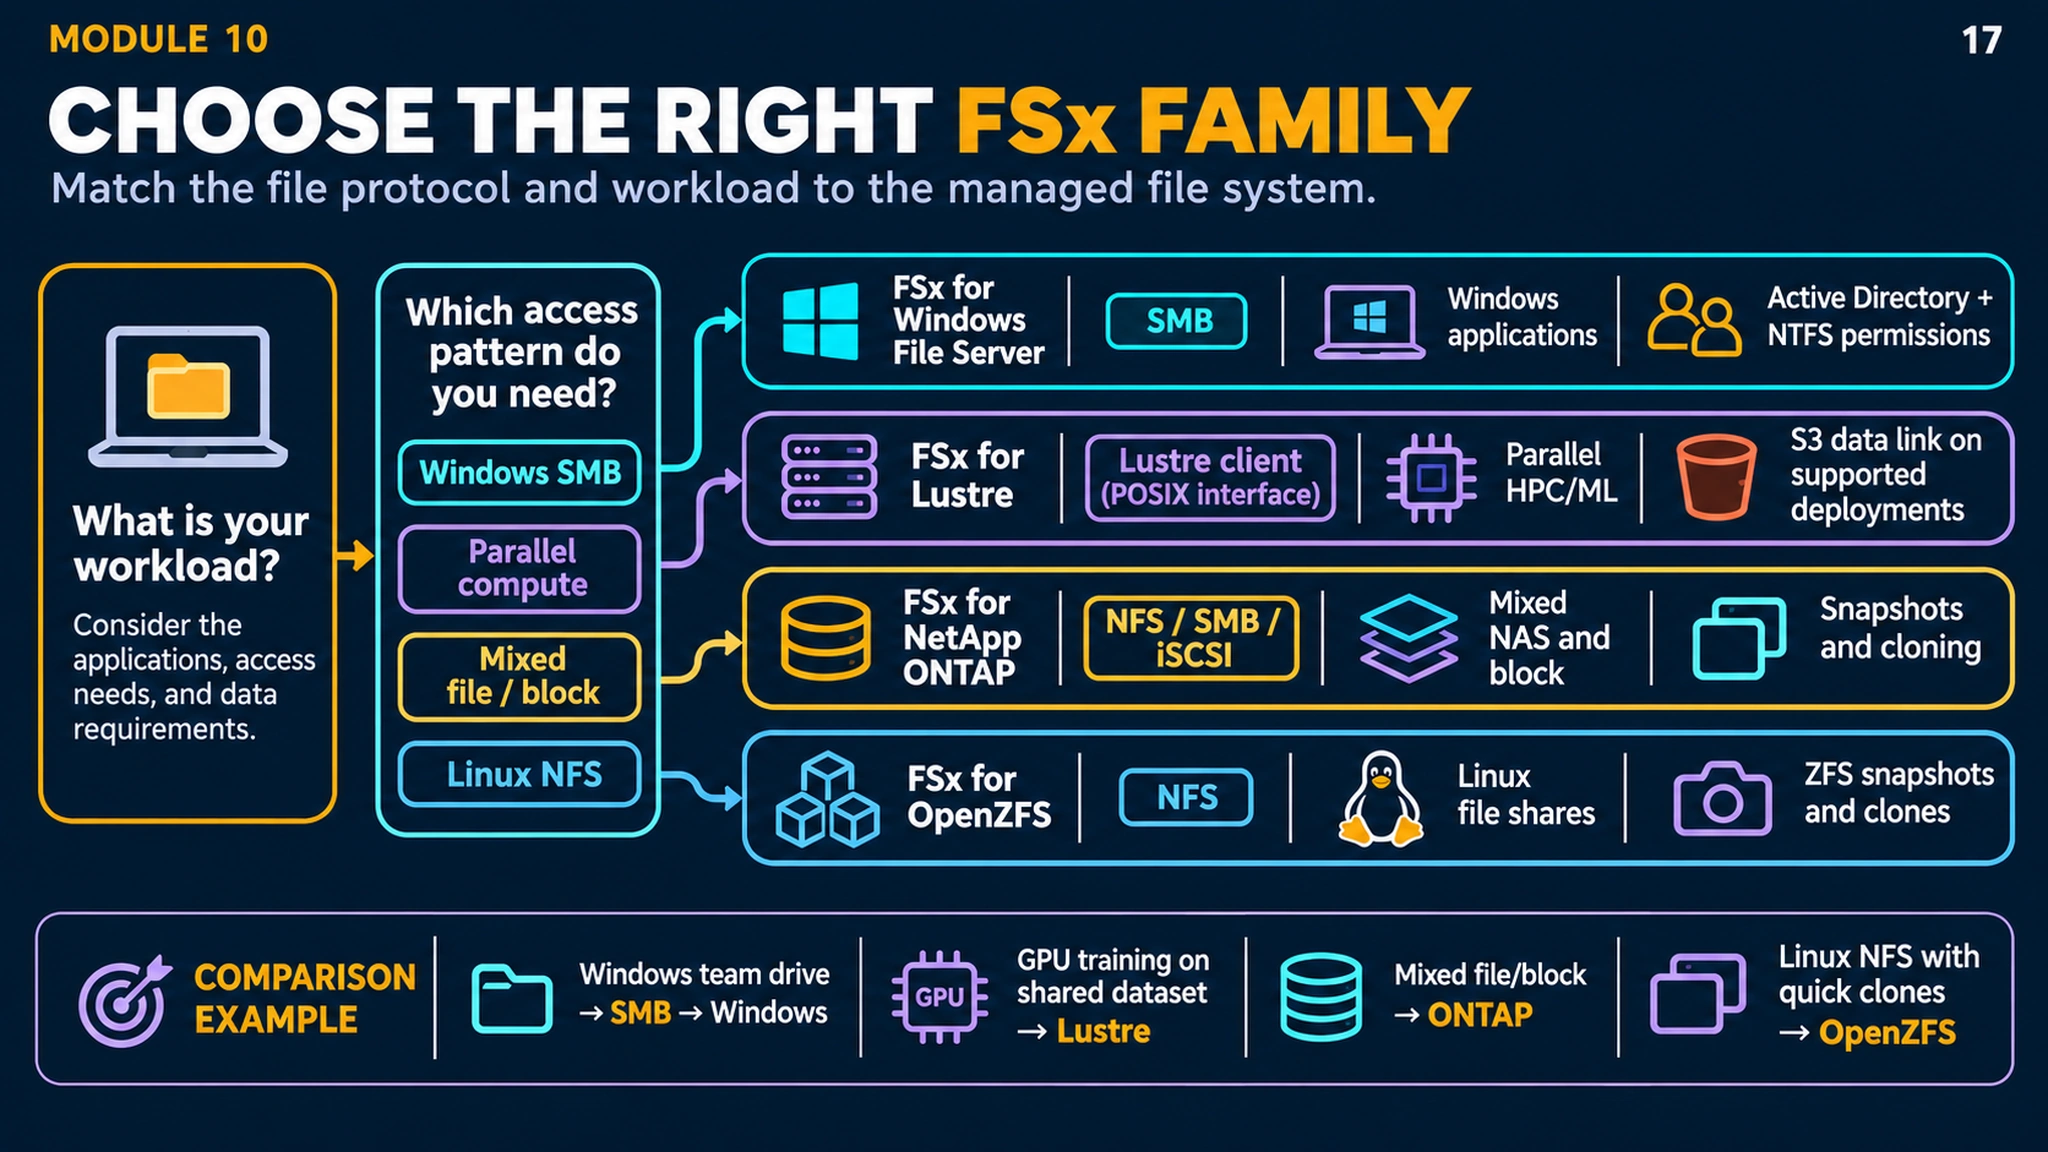 MODULE 10
17
CHOOSE THE RIGHT FSx FAMILY
Match the file protocol and workload to the managed file system.
What is your
workload?
Consider the
applications, access
needs, and data
requirements.
Which access
pattern do
you need?
Windows SMB
Parallel
compute
Mixed
file / block
Linux NFS
FSx for
Windows
File Server
SMB
Windows
applications
Active Directory +
NTFS permissions
FSx for
Lustre
Lustre client
(POSIX interface)
Parallel
HPC/ML
S3 data link on
supported
deployments
FSx for
NetApp
ONTAP
NFS / SMB /
iSCSI
Mixed
NAS and
block
Snapshots
and cloning
FSx for
OpenZFS
NFS
Linux
file shares
ZFS snapshots
and clones
COMPARISON
EXAMPLE
Windows team drive
→ SMB → Windows
GPU
GPU training on
shared dataset
→ Lustre
Mixed file/block
→ ONTAP
Linux NFS with
quick clones
→ OpenZFS